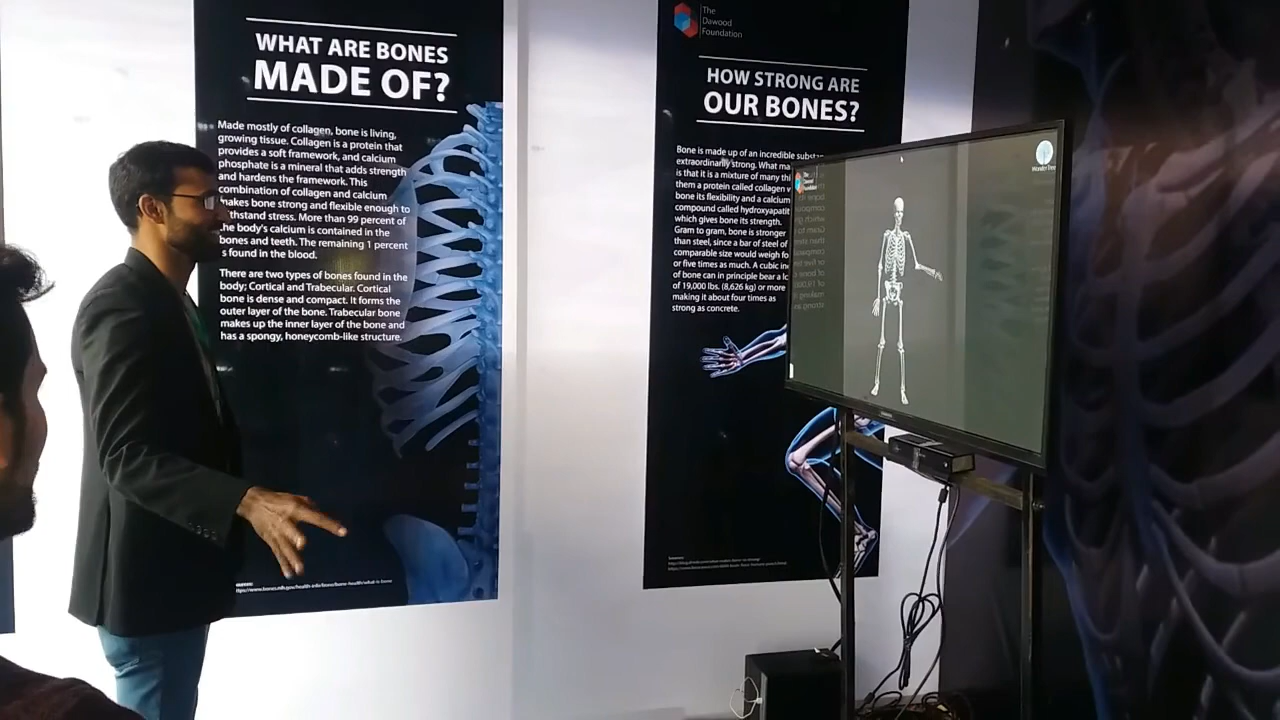 WHAT ARE BONES
MADE OF?
Made mostly of collagen, bone is living,
growing tissue. Collagen is a protein that
provides a soft framework, and calcium
phosphate is a mineral that adds strength
and hardens the framework. This
combination of collagen and calcium
makes bone strong and flexible enough to
withstand stress. More than 99 percent of
the body's calcium is contained in the
bones and teeth. The remaining 1 percent
is found in the blood.
There are two types of bones found in the
body; Cortical and Trabecular. Cortical
bone is dense and compact. It forms the
outer layer of the bone. Trabecular bone
makes up the inner layer of the bone and
has a spongy, honeycomb-like structure.
The
Dawood
Foundation
HOW STRONG ARE
OUR BONES?
Bone is made up of an incredible
extraordinarily strong. What
is that it is a mixture of many
them a protein called collagen
bone its flexibility and a calcium
compound called hydroxyapatit
which gives bone its strength.
Gram to gram, bone is stronger
than steel, since a bar of steel of
comparable size would weigh fo
or five times as much. A cubic in
of bone can in principle bear a
of 19,000 lbs. (8,626 kg) or more
making it about four times as
strong as concrete.
The
Dawood
Foundation
Wonder Tree